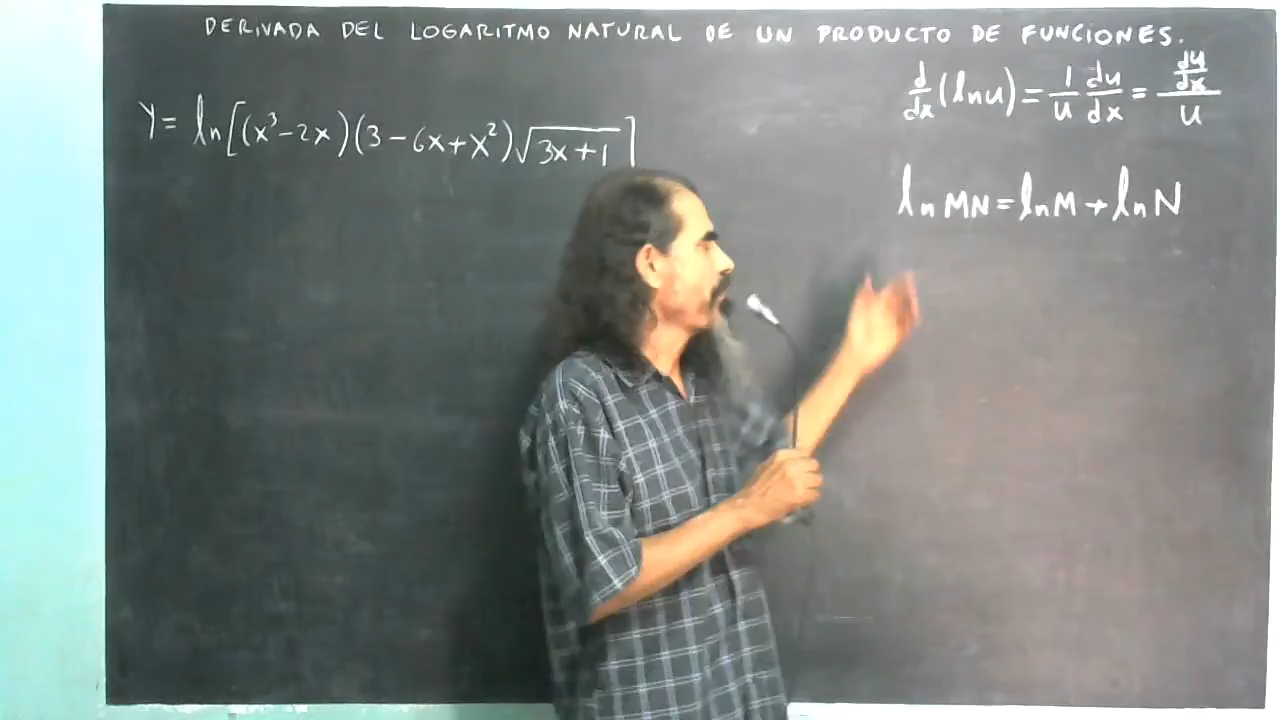 DERIVADA DEL LOGARITMO NATURAL DE UN PRODUCTO DE FUNCIONES.
d/dx (ln u) = 1/u du/dx = (du/dx)/u
y = ln[(x³-2x)(3-6x+x²)√(3x+1)]
ln MN = ln M + ln N